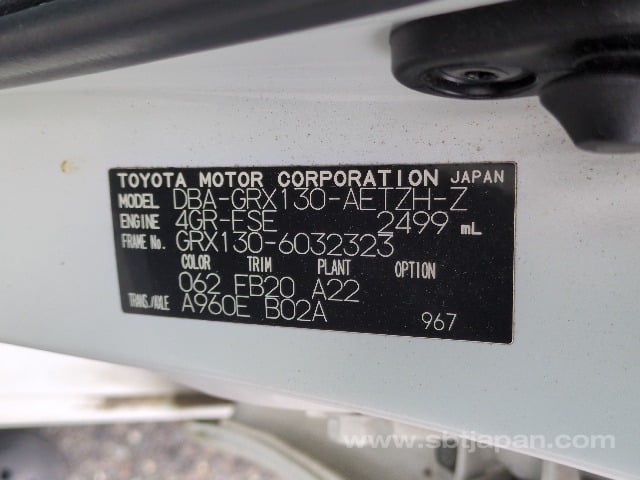 TOYOTA MOTOR CORPORATION JAPAN
MODEL DBA-GRX130-AETZH-Z
ENGINE 4GR-FSE 2499 mL
FRAME No. GRX130-6032323
COLOR TRIM PLANT OPTION
062 FB20 A22
TRANS./AXLE A960E B02A
967
www.sbtjapan.com